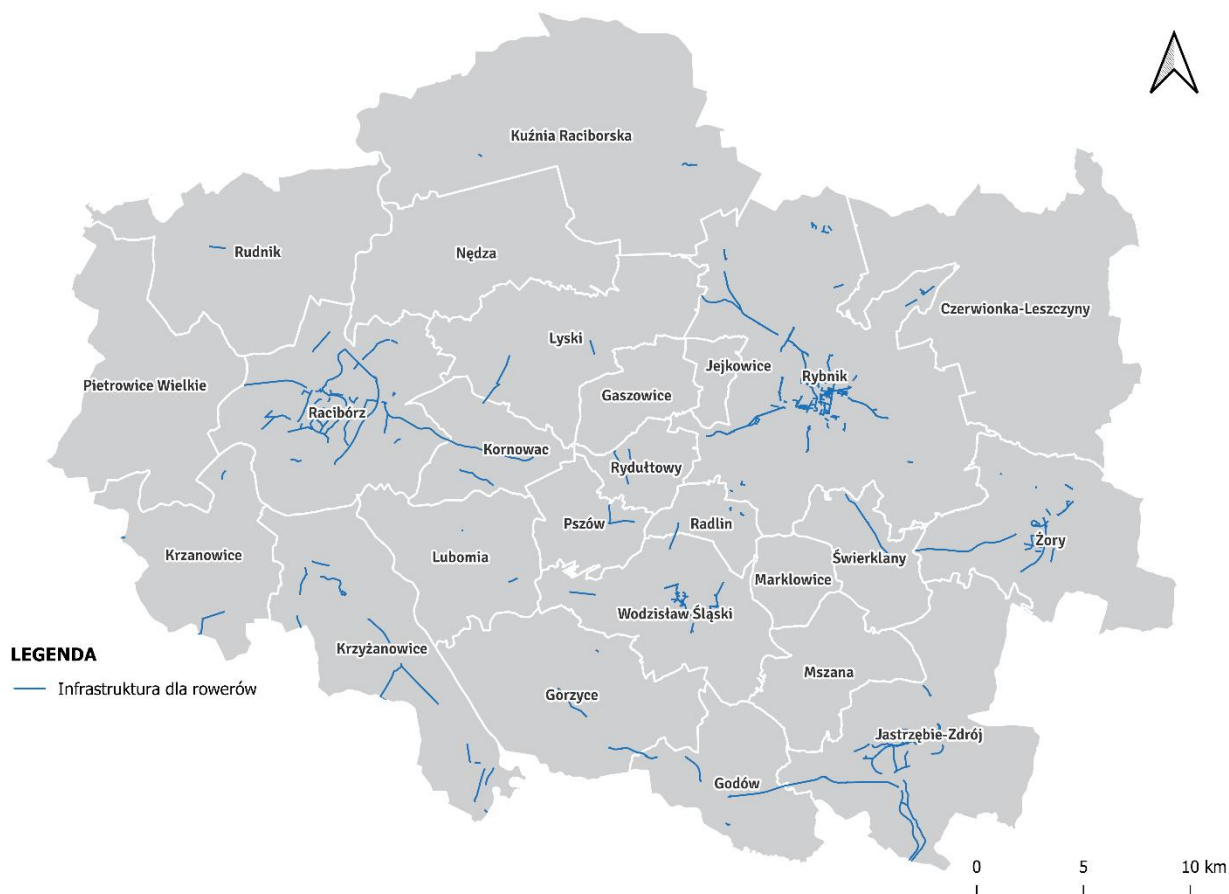 Kuźnia Raciborska
Rudnik
Nędza
Czerwionka-Leszczyny
Lyski
Jejkowice
Rybnik
Pietrowice Wielkie
Gaszowice
Racibórz
Kornowac
Rydułtowy
Pszów
Radlin
Żory
Krzanowice
Lubomia
Świerklany
Marklowice
Wodzisław Śląski
LEGENDA
Krzyżanowice
Infrastruktura dla rowerów
Mszana
Gorzyce
Jastrzębie-Zdrój
Godów
0 5 10 km